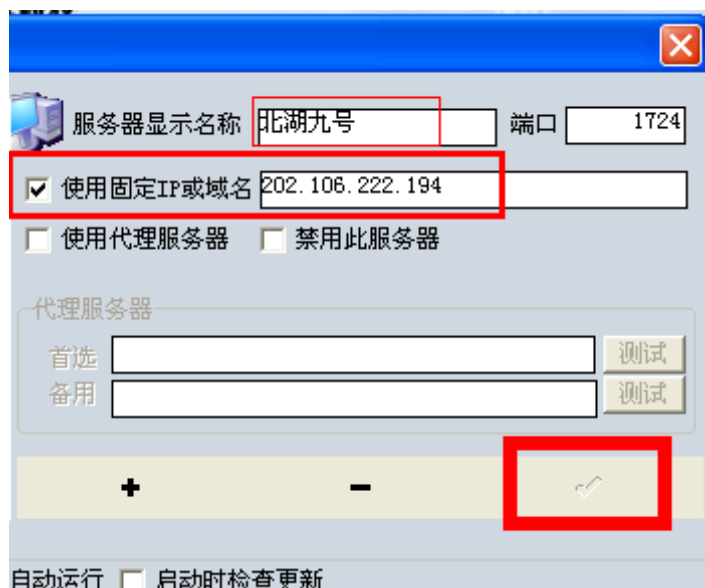 服务器显示名称 北湖九号 端口 1724
使用固定IP或域名 202.106.222.194
使用代理服务器 禁用此服务器
代理服务器
首选 测试
备用 测试
自动运行 启动时检查更新